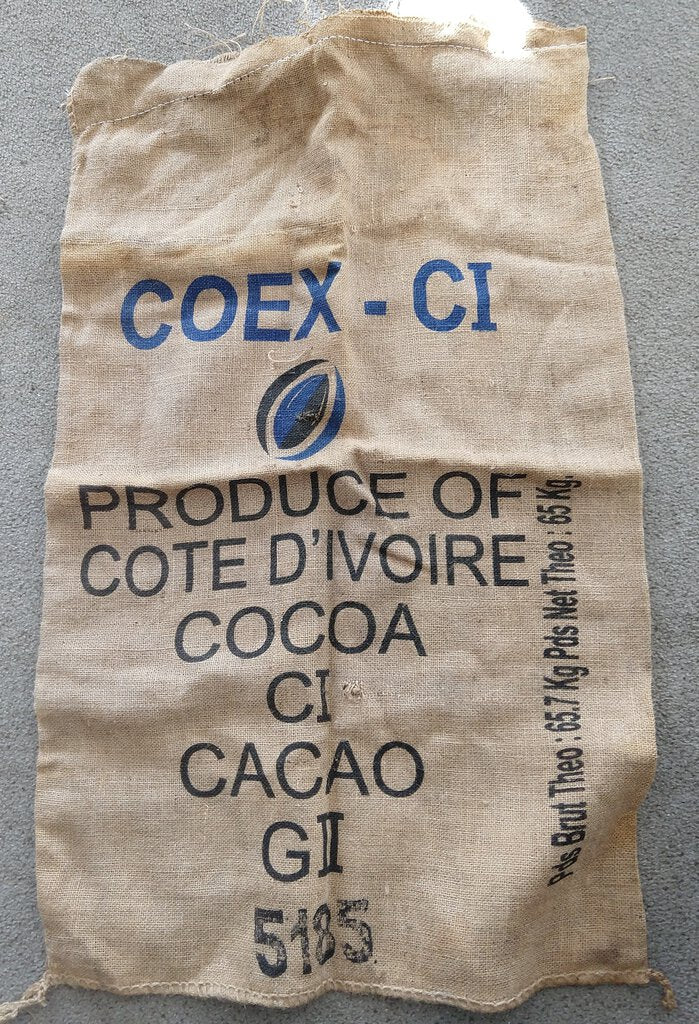 COEX - CI
PRODUCE OF
COTE D'IVOIRE
COCOA
CI
CACAO
GII
5185
Pds Brut Theo : 65.7 Kg Pds Net Theo : 65 Kg.